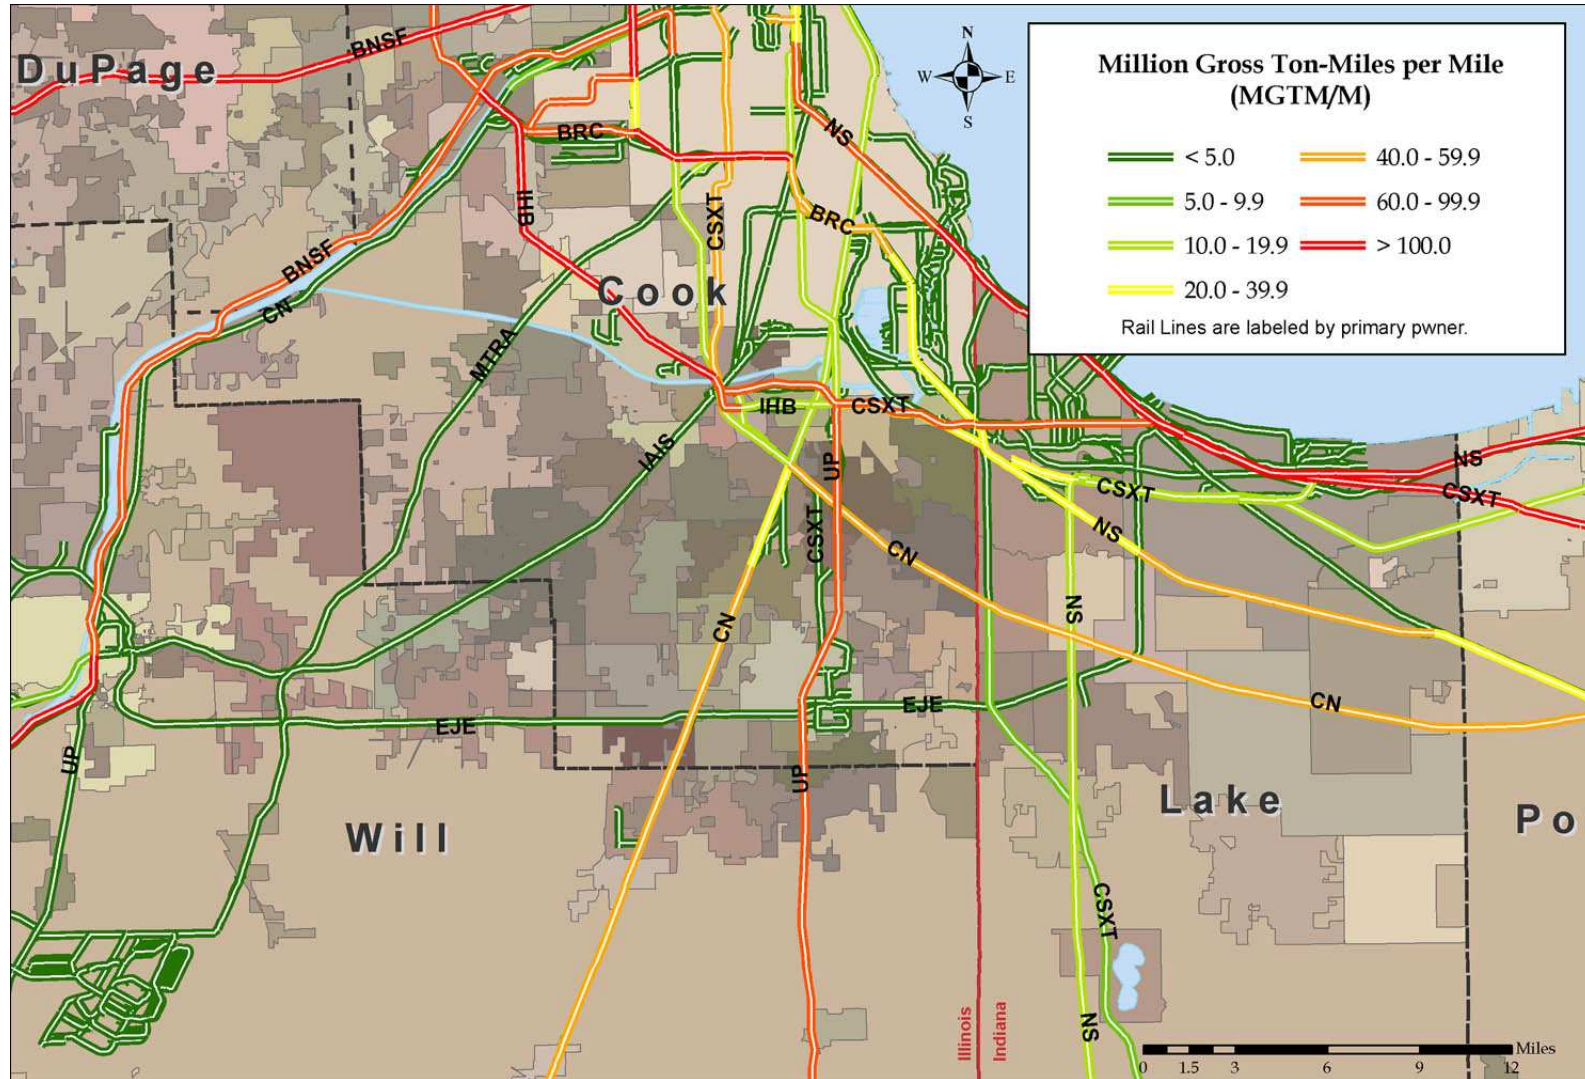 DuPage
BNSF
N
W
E
S
Million Gross Ton-Miles per Mile
(MGTM/M)
< 5.0
40.0 - 59.9
5.0 - 9.9
60.0 - 99.9
10.0 - 19.9
> 100.0
20.0 - 39.9
Rail Lines are labeled by primary pwner.
BRC
NS
IHB
CSXT
BRC
BNSF
CN
Cook
MTRA
IHB
CSXT
IAIS
UP
NS
CSXT
CSXT
CSXT
NS
CN
CN
NS
EJE
EJE
CN
UP
UP
Will
Lake
Po
CSXT
NS
Illinois
Indiana
Miles
0 1.5 3 6 9 12